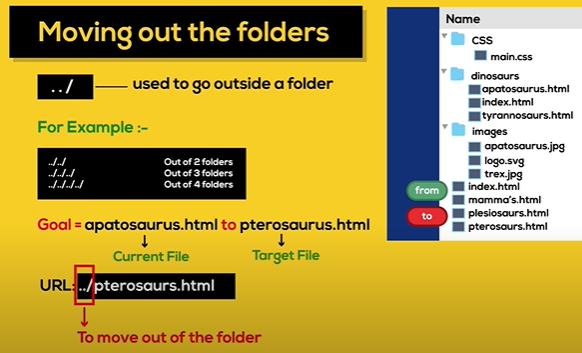 Moving out the folders
../ used to go outside a folder
For Example :-
../../ Out of 2 folders
../../../ Out of 3 folders
../../../../ Out of 4 folders
Goal = apatosaurus.html to pterosaurus.html
Current File Target File
URL: ../pterosaurs.html
To move out of the folder
Name
CSS
main.css
dinosaurs
apatosaurus.html
index.html
tyrannosaurs.html
images
apatosaurus.jpg
logo.svg
trex.jpg
from index.html
mamma's.html
to plesiosaurs.html
pterosaurs.html